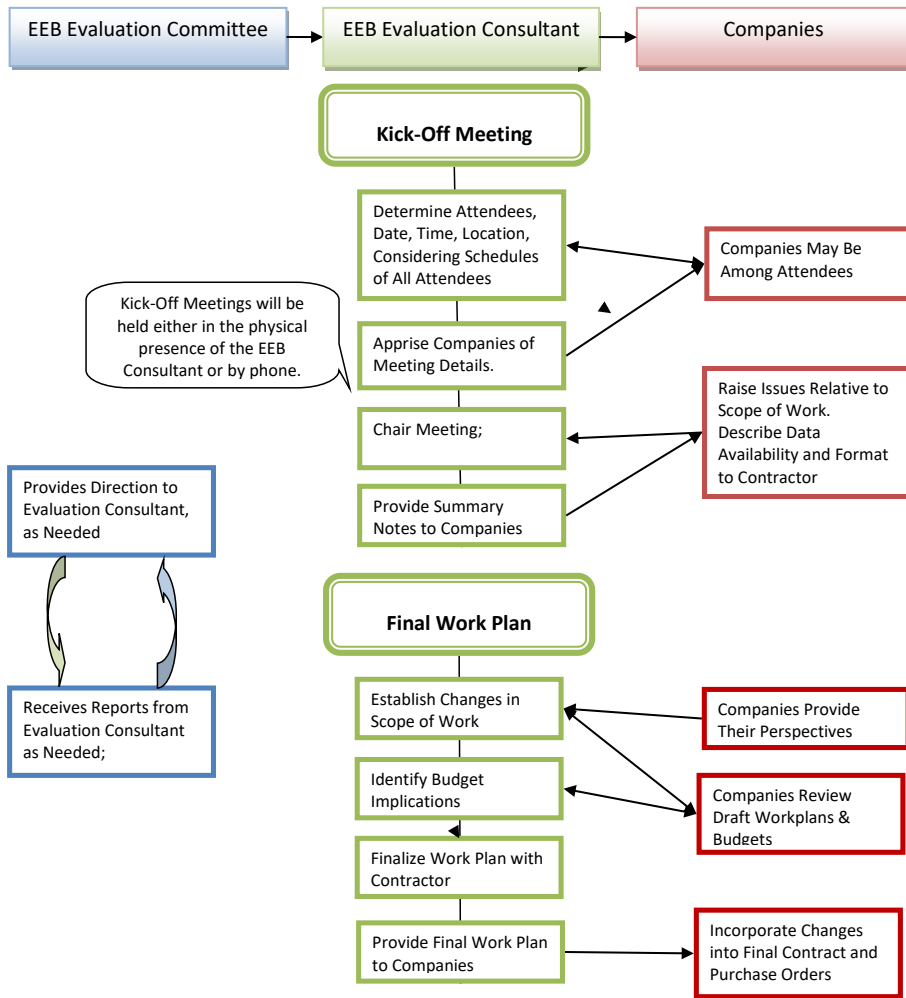 EEB Evaluation Committee
EEB Evaluation Consultant
Companies
Kick-Off Meeting
Determine Attendees,
Date, Time, Location,
Considering Schedules
of All Attendees
Companies May Be
Among Attendees
Kick-Off Meetings will be
held either in the physical
presence of the EEB
Consultant or by phone.
Apprise Companies of
Meeting Details.
Chair Meeting;
Raise Issues Relative to
Scope of Work.
Describe Data
Availability and Format
to Contractor
Provide Summary
Notes to Companies
Provides Direction to
Evaluation Consultant,
as Needed
Receives Reports from
Evaluation Consultant
as Needed;
Final Work Plan
Establish Changes in
Scope of Work
Companies Provide
Their Perspectives
Identify Budget
Implications
Companies Review
Draft Workplans &
Budgets
Finalize Work Plan with
Contractor
Provide Final Work Plan
to Companies
Incorporate Changes
into Final Contract and
Purchase Orders